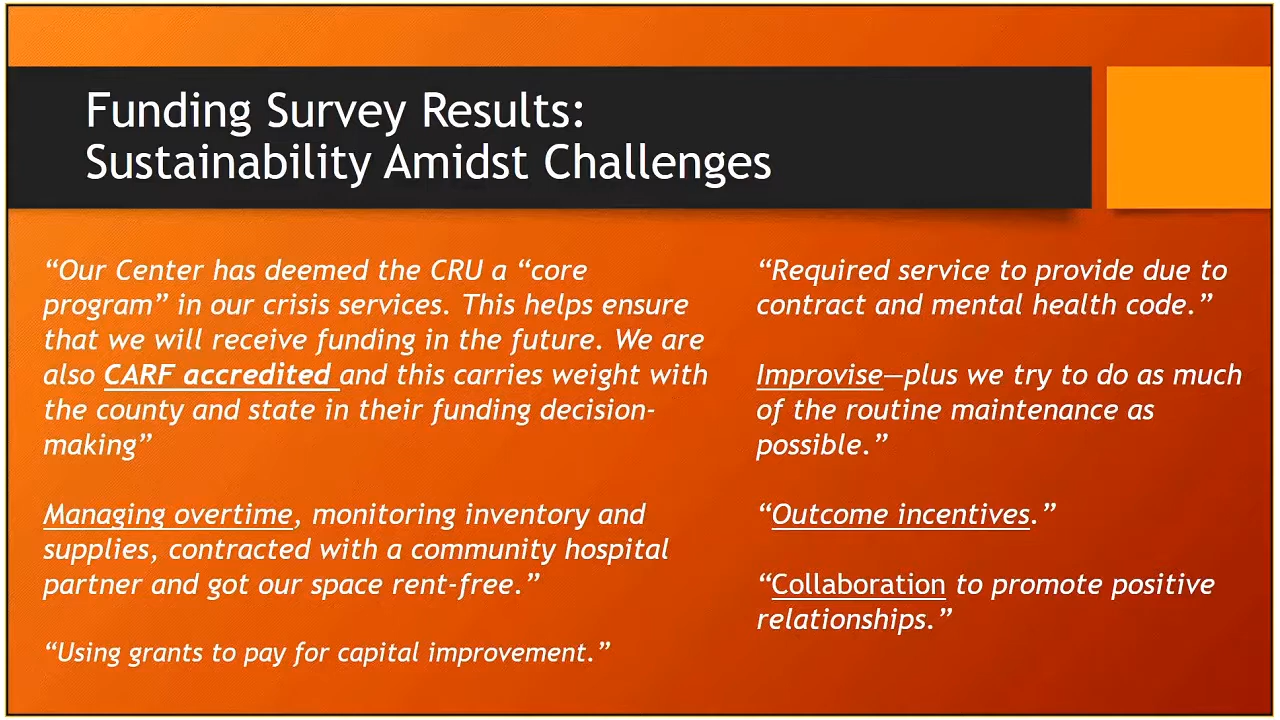 Funding Survey Results:
Sustainability Amidst Challenges
“Our Center has deemed the CRU a “core
program” in our crisis services. This helps ensure
that we will receive funding in the future. We are
also CARF accredited and this carries weight with
the county and state in their funding decision-
making”
Managing overtime, monitoring inventory and
supplies, contracted with a community hospital
partner and got our space rent-free.”
“Using grants to pay for capital improvement.”
“Required service to provide due to
contract and mental health code.”
Improvise—plus we try to do as much
of the routine maintenance as
possible.”
“Outcome incentives.”
“Collaboration to promote positive
relationships.”